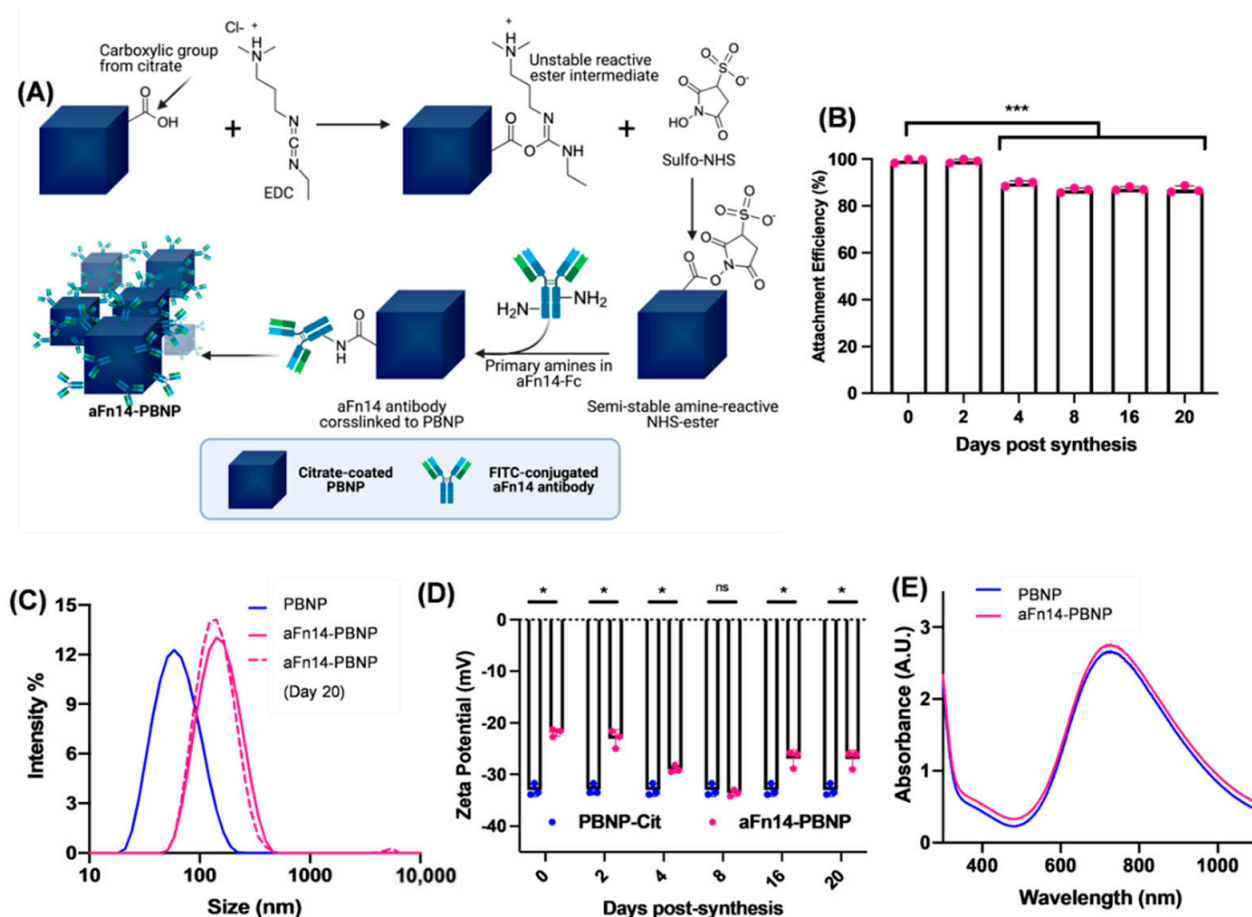 (A)
Carboxylic group
from citrate
Cl- +
H
N
O
OH
+
N
C
N
EDC
+
H
N
Unstable reactive
ester intermediate
O
O
N
NH
+
O
S
O
O-
O
N
HO
O
Sulfo-NHS
O
S
O
O-
O
N
O
O
O
Semi-stable amine-reactive
NHS-ester
H2N
NH2
Primary amines in
aFn14-Fc
O
N
H
aFn14 antibody
corsslinked to PBNP
aFn14-PBNP
Citrate-coated
PBNP
FITC-conjugated
aFn14 antibody
(B)
***
Attachment Efficiency (%)
100
80
60
40
20
0
0 2 4 8 16 20
Days post synthesis
(C)
Intensity %
15
12
9
6
3
0
10 100 1000 10,000
Size (nm)
PBNP
aFn14-PBNP
aFn14-PBNP
(Day 20)
(D)
* * * ns * *
Zeta Potential (mV)
0
-10
-20
-30
-40
PBNP-Cit aFn14-PBNP
0 2 4 8 16 20
Days post-synthesis
(E)
PBNP
aFn14-PBNP
Absorbance (A.U.)
3
2
1
0
400 600 800 1000
Wavelength (nm)